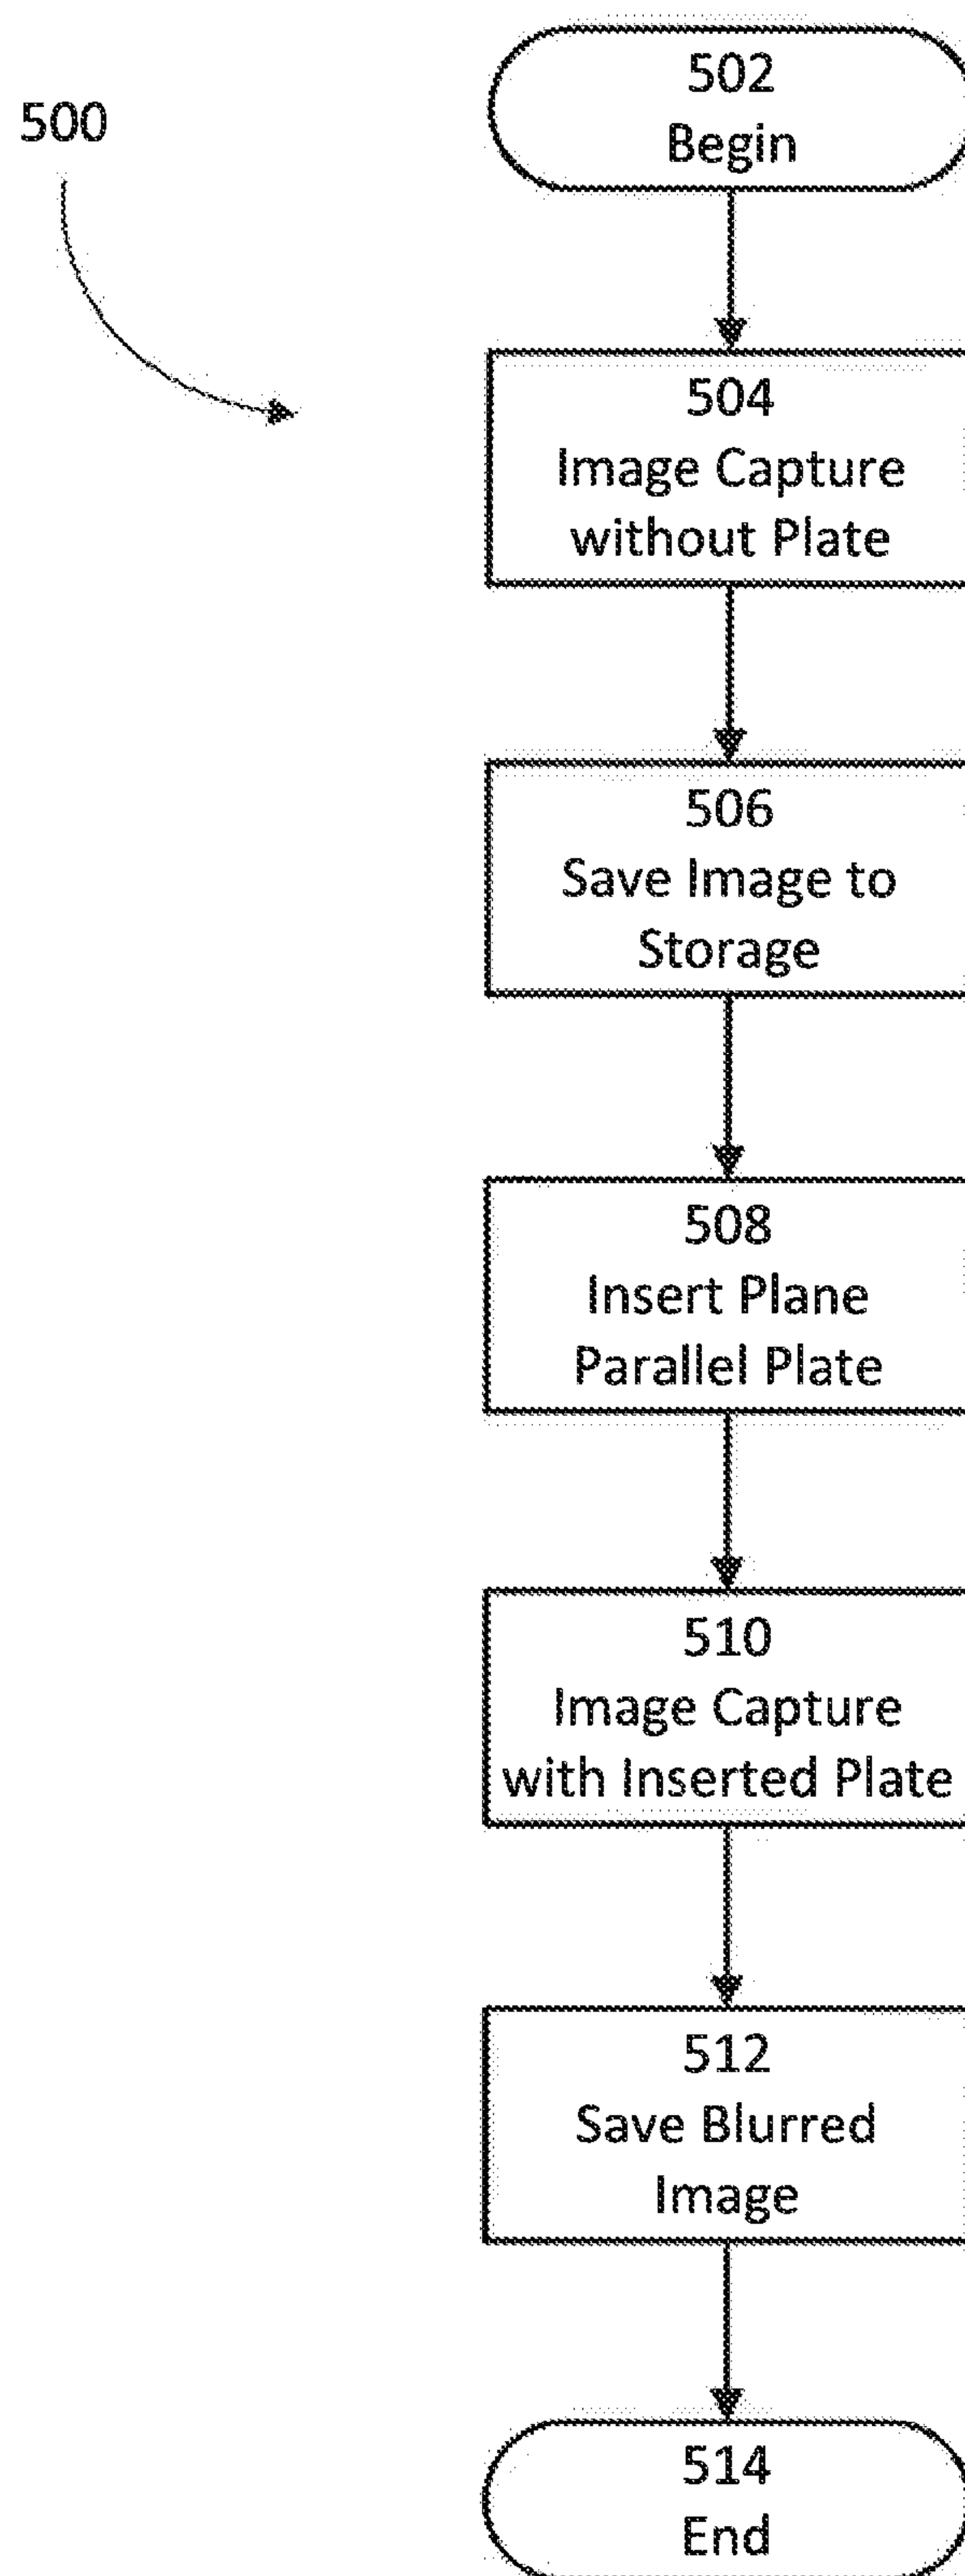 500
502
Begin
504
Image Capture
without Plate
506
Save Image to
Storage
508
Insert Plane
Parallel Plate
510
Image Capture
with Inserted Plate
512
Save Blurred
Image
514
End